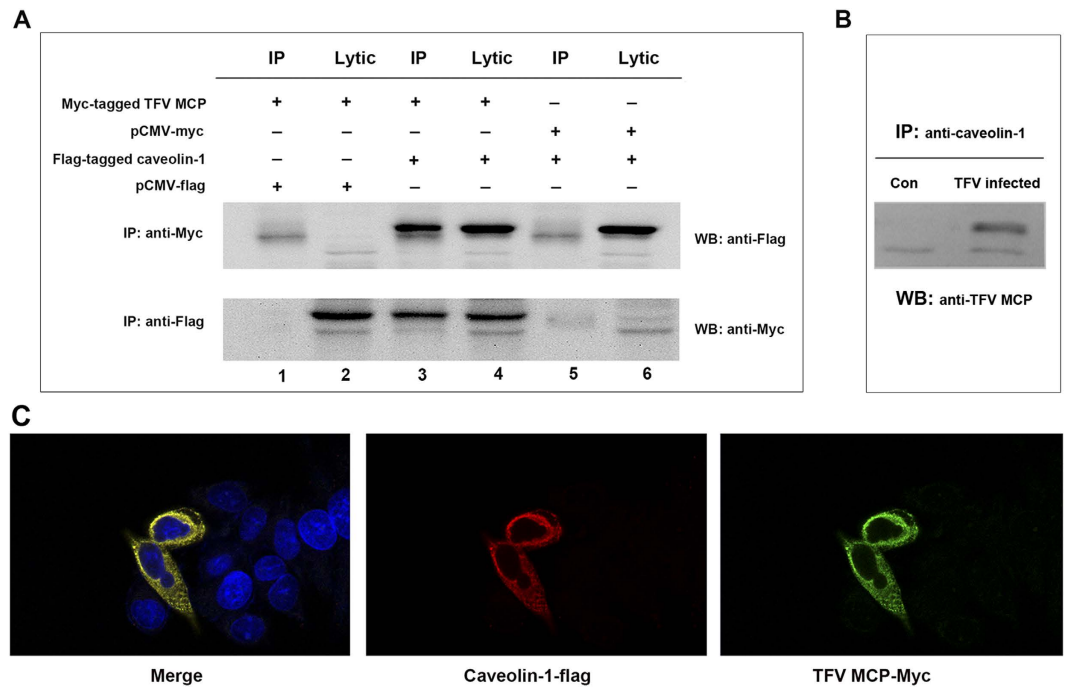 A
IP Lytic IP Lytic IP Lytic
Myc-tagged TFV MCP + + + + – –
pCMV-myc – – – – + +
Flag-tagged caveolin-1 – – + + + +
pCMV-flag + + – – – –
IP: anti-Myc WB: anti-Flag
IP: anti-Flag WB: anti-Myc
1 2 3 4 5 6
B
IP: anti-caveolin-1
Con TFV infected
WB: anti-TFV MCP
C
Merge Caveolin-1-flag TFV MCP-Myc